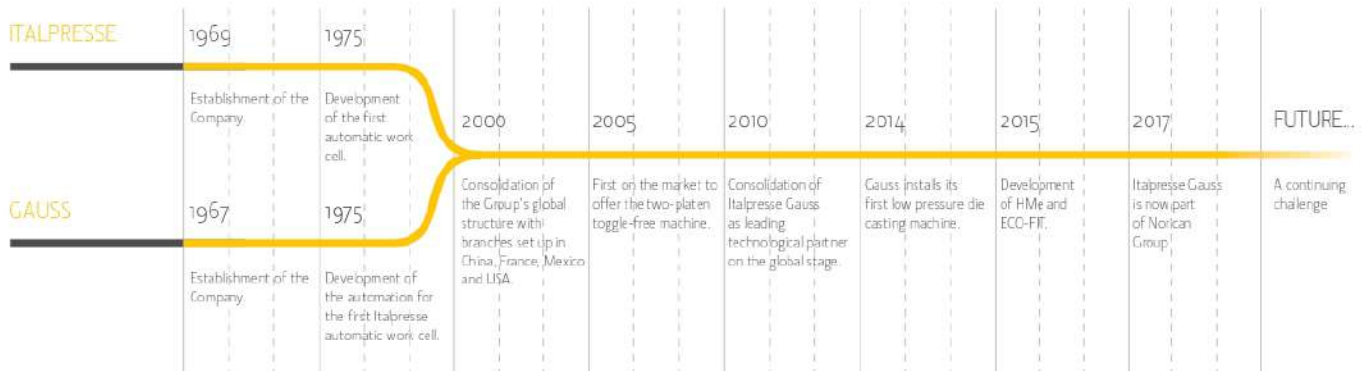 ITALPRESSE
1969
Establishment of the
Company.
1975
Development
of the first
automatic work
cell.
GAUSS
1967
Establishment of the
Company.
1975
Development of
the automation for
the first Italpresse
automatic work cell.
2000
Consolidation of
the Group's global
structure with
branches set up in
China, France, Mexico
and USA.
2005
First on the market to
offer the two-platen
toggle-free machine.
2010
Consolidation of
Italpresse Gauss
as leading
technological partner
on the global stage.
2014
Gauss installs its
first low pressure die
casting machine.
2015
Development
of HMe and
ECO-FIT.
2017
Italpresse Gauss
is now part
of Norican
Group
FUTURE...
A continuing
challenge